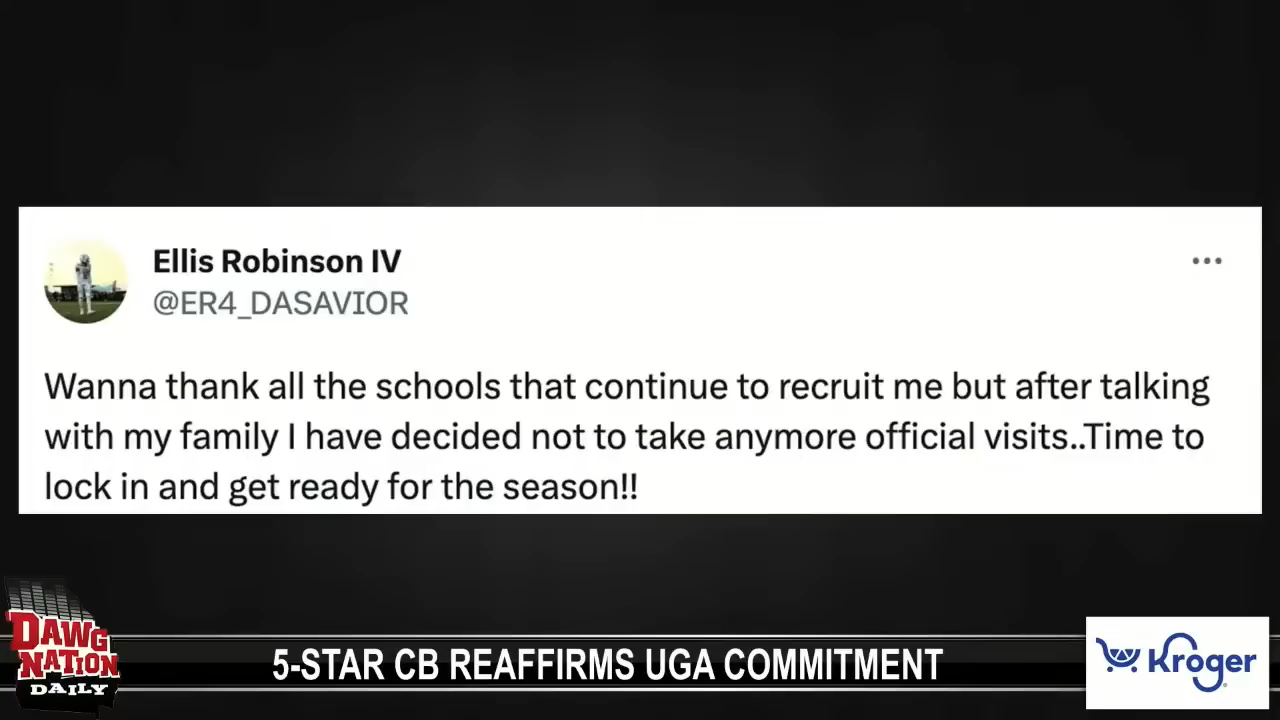 Ellis Robinson IV
@ER4_DASAVIOR
Wanna thank all the schools that continue to recruit me but after talking
with my family I have decided not to take anymore official visits..Time to
lock in and get ready for the season!!
DAWG
NATION
DAILY
5-STAR CB REAFFIRMS UGA COMMITMENT
Kroger